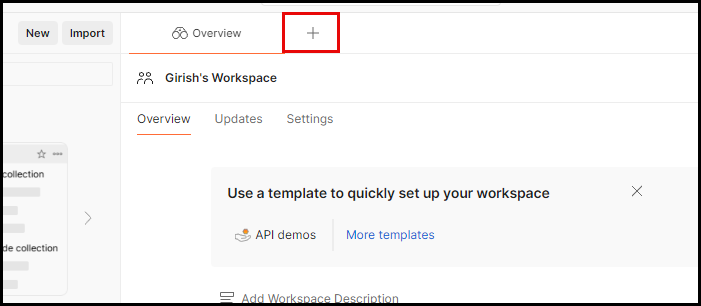 New Import Overview
Girish's Workspace
Overview Updates Settings
collection
Use a template to quickly set up your workspace
API demos More templates
de collection
Add Workspace Description